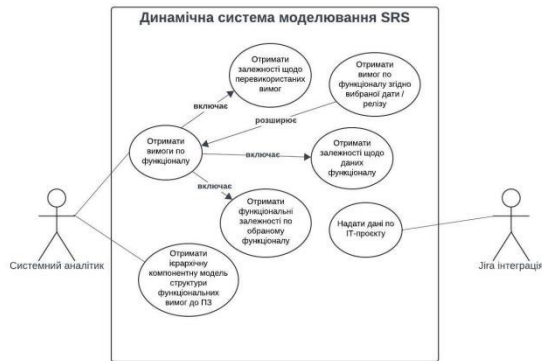 Динамічна система моделювання SRS
Отримати
залежності щодо
перевикористаних
вимог
Отримати
вимог по
функціоналу згідно
вибраної дати /
релізу
включає
розширює
Отримати
вимоги по
функціоналу
включає
Отримати
залежності щодо
даних
функціоналу
включає
Отримати
функціональні
залежності по
обраному
функціоналу
Надати дані по
ІТ-проєкту
Системний аналітик
Jira інтеграція
Отримати
ієрархічну
компонентну модель
структури
функціональних
вимог до ПЗ